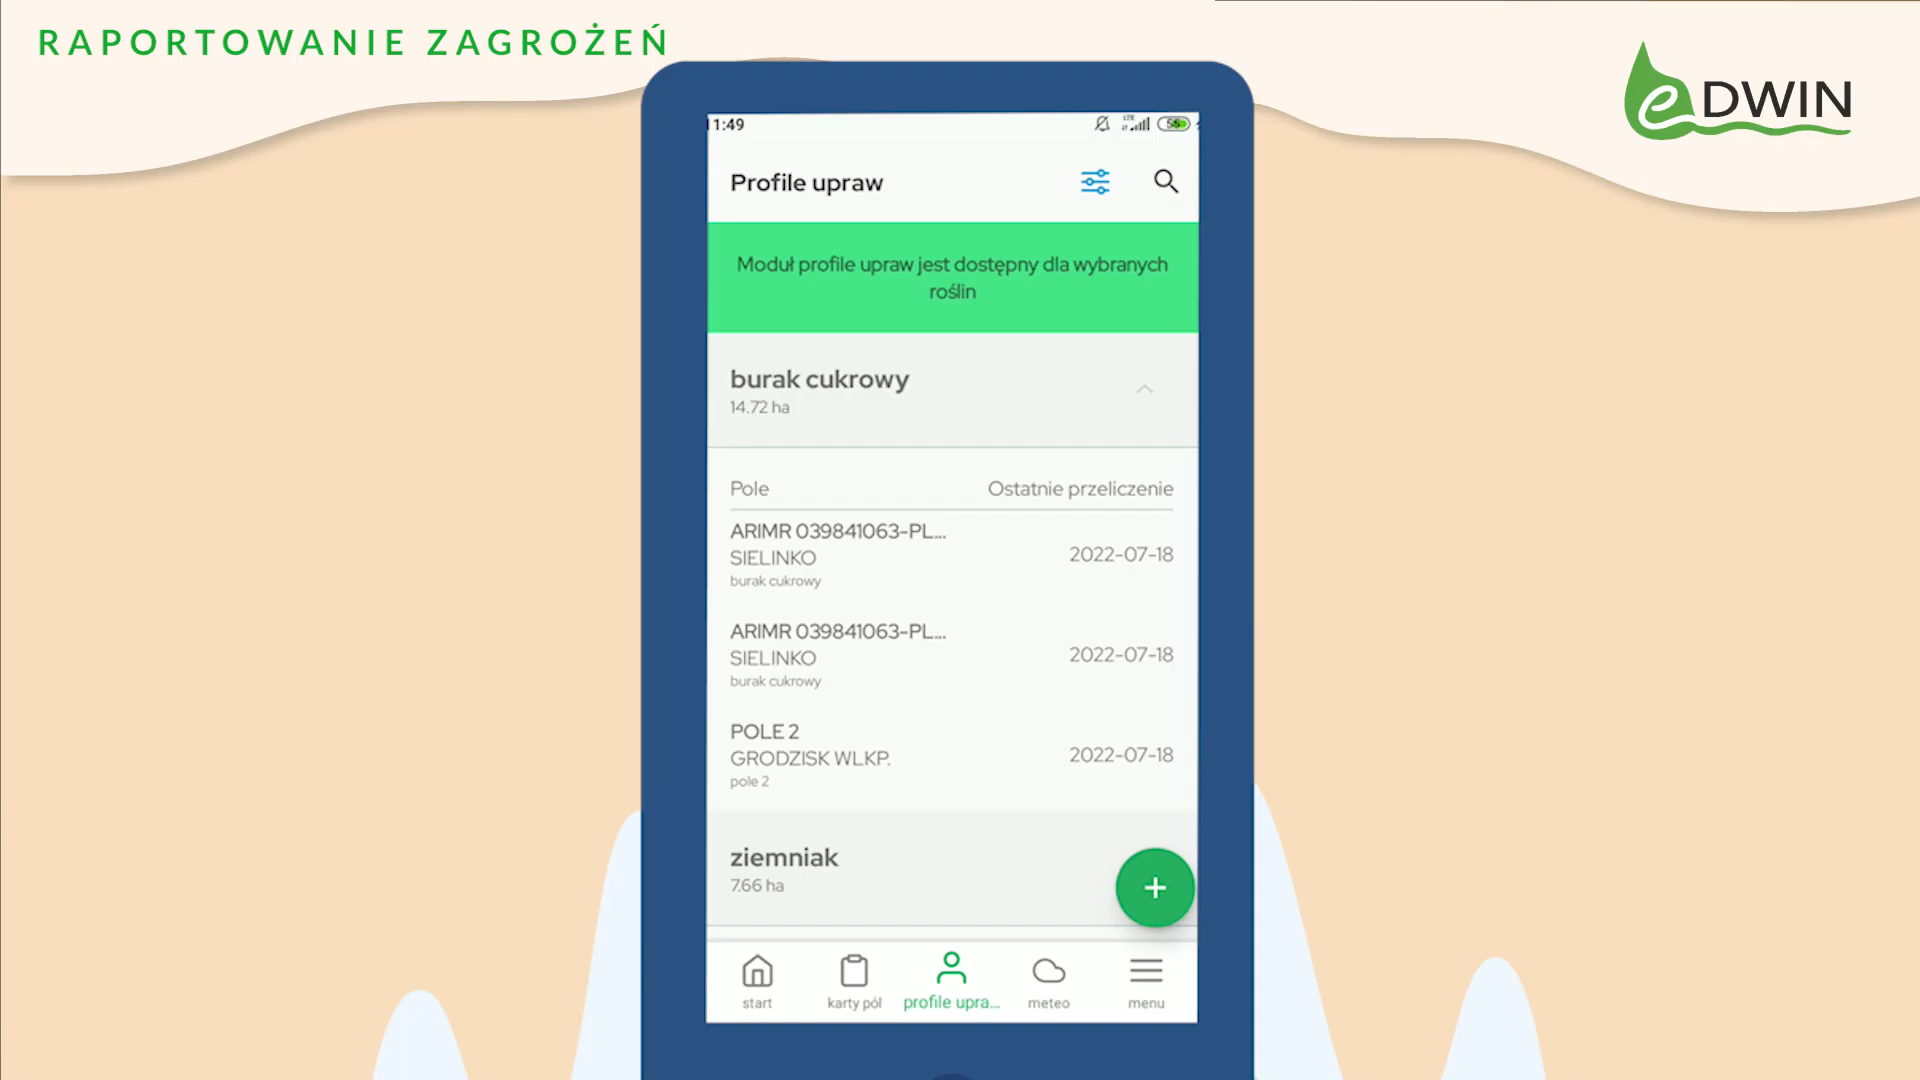 RAPORTOWANIE ZAGROŻEŃ
eDWIN
11:49
LTE
55
Profile upraw
Moduł profile upraw jest dostępny dla wybranych
roślin
burak cukrowy
14.72 ha
Pole Ostatnie przeliczenie
ARIMR 039841063-PL...
SIELINKO
2022-07-18
burak cukrowy
ARIMR 039841063-PL...
SIELINKO
2022-07-18
burak cukrowy
POLE 2
GRODZISK WLKP.
2022-07-18
pole 2
ziemniak
7.66 ha
+
start karty pól profile upra... meteo menu